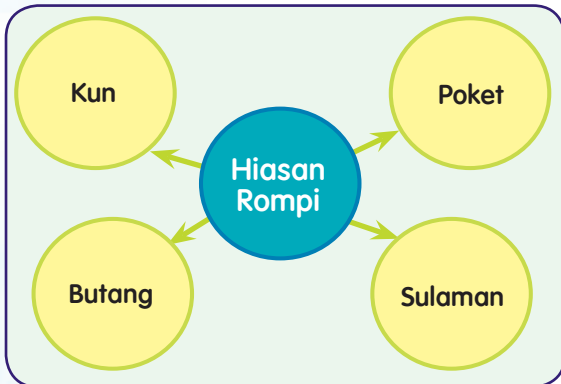 Kun
Poket
Hiasan
Rompi
Butang
Sulaman